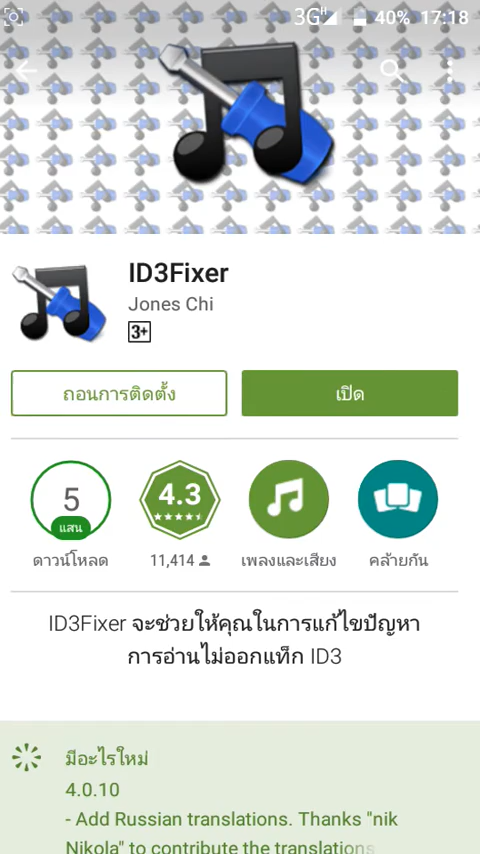 3G H 40% 17:18
ID3Fixer
Jones Chi
3+
ถอนการติดตั้ง
เปิด
5
แสน
ดาวน์โหลด
4.3
11,414
เพลงและเสียง
คล้ายกัน
ID3Fixer จะช่วยให้คุณในการแก้ไขปัญหา
การอ่านไม่ออกแท็ก ID3
มีอะไรใหม่
4.0.10
- Add Russian translations. Thanks "nik
Nikola" to contribute the translations